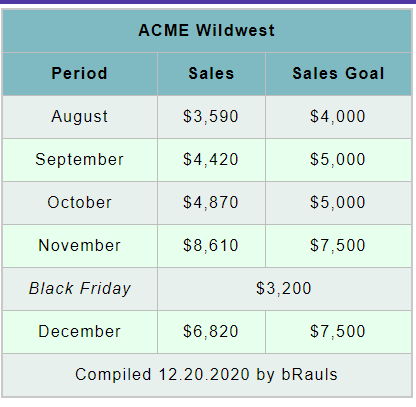 ACME Wildwest
Period Sales Sales Goal
August $3,590 $4,000
September $4,420 $5,000
October $4,870 $5,000
November $8,610 $7,500
Black Friday $3,200
December $6,820 $7,500
Compiled 12.20.2020 by bRauls